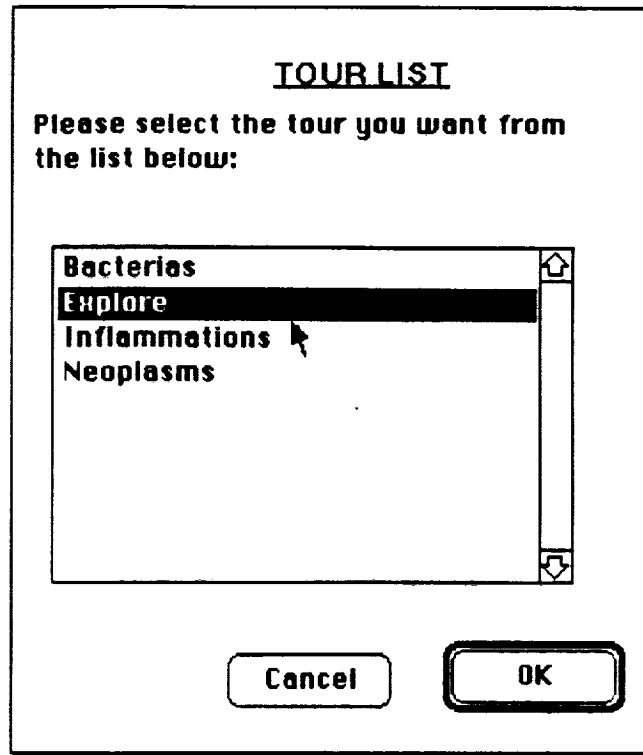 TOUR LIST
Please select the tour you want from
the list below:
Bacterias
Explore
Inflammations
Neoplasms
Cancel
OK